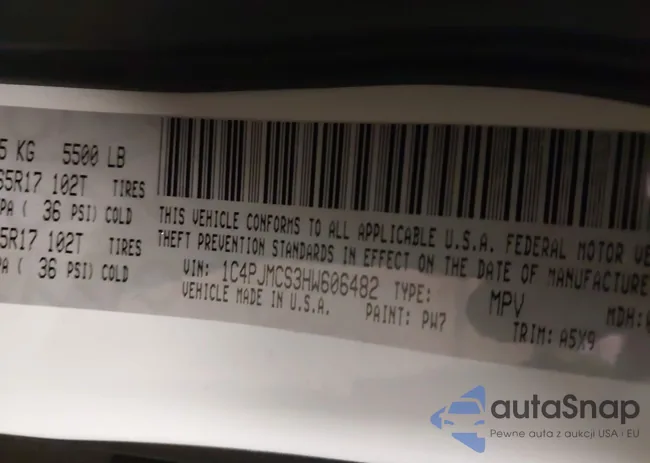 5 KG 5500 LB
65R17 102T TIRES
PA ( 36 PSI) COLD
5R17 102T TIRES
PA ( 36 PSI) COLD
THIS VEHICLE CONFORMS TO ALL APPLICABLE U.S.A. FEDERAL MOTOR VE
THEFT PREVENTION STANDARDS IN EFFECT ON THE DATE OF MANUFACTURE
VIN: 1C4PJMCS3HW606482 TYPE: MPV MDH:
VEHICLE MADE IN U.S.A. PAINT: PW7 TRIM: A5X9
autaSnap
Pewne auta z aukcji USA i EU